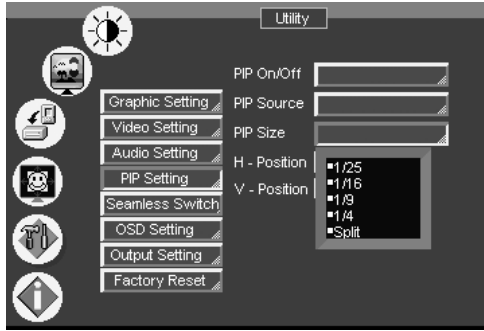 Utility
PIP On/Off
Graphic Setting PIP Source
Video Setting PIP Size
Audio Setting H - Position
PIP Setting V - Position
Seamless Switch
OSD Setting
Output Setting
Factory Reset
1/25
1/16
1/9
1/4
Split